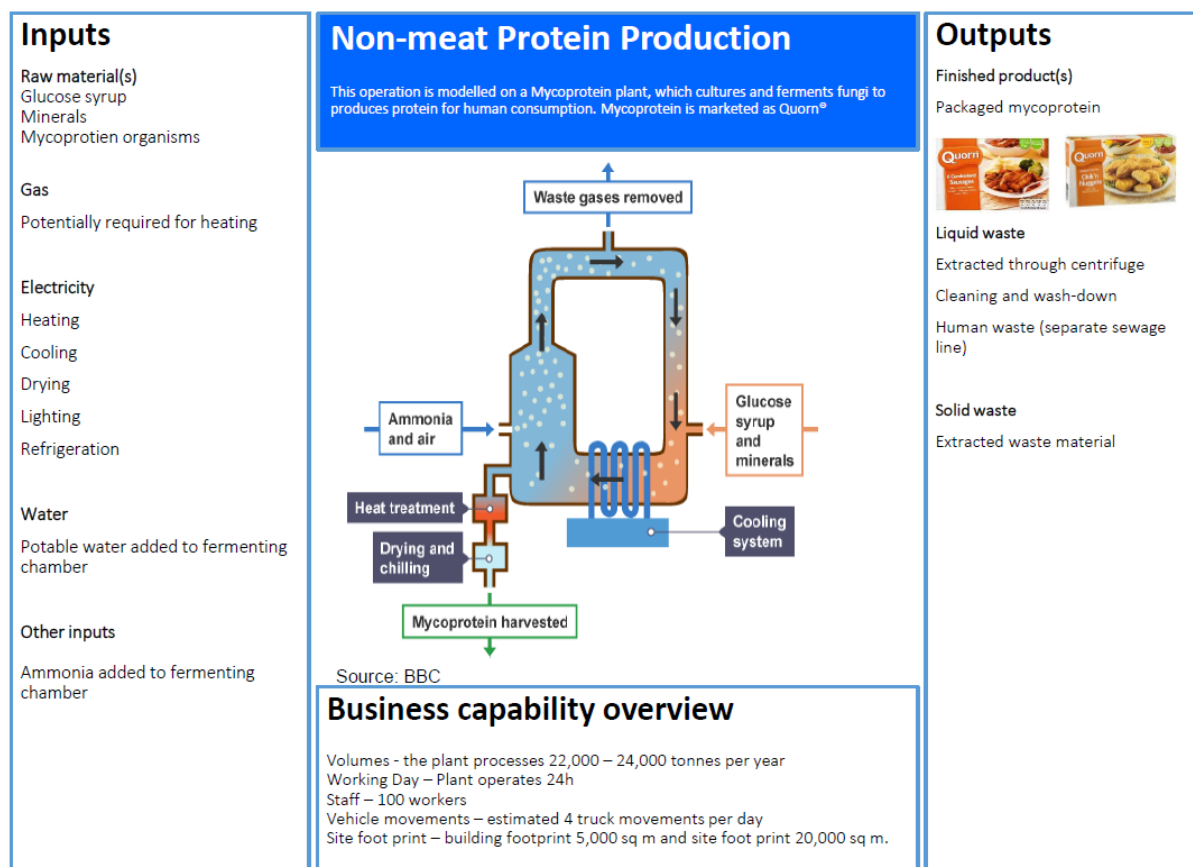 Inputs
Raw material(s)
Glucose syrup
Minerals
Mycoprotien organisms
Gas
Potentially required for heating
Electricity
Heating
Cooling
Drying
Lighting
Refrigeration
Water
Potable water added to fermenting
chamber
Other inputs
Ammonia added to fermenting
chamber
Non-meat Protein Production
This operation is modelled on a Mycoprotein plant, which cultures and ferments fungi to
produces protein for human consumption. Mycoprotein is marketed as Quorn®
Waste gases removed
Ammonia
and air
Glucose
syrup
and
minerals
Heat treatment
Drying and
chilling
Cooling
system
Mycoprotein harvested
Source: BBC
Business capability overview
Volumes - the plant processes 22,000 – 24,000 tonnes per year
Working Day – Plant operates 24h
Staff – 100 workers
Vehicle movements – estimated 4 truck movements per day
Site foot print – building footprint 5,000 sq m and site foot print 20,000 sq m.
Outputs
Finished product(s)
Packaged mycoprotein
Quorn
Sausages
Quorn
Chik'n
Nuggets
Liquid waste
Extracted through centrifuge
Cleaning and wash-down
Human waste (separate sewage
line)
Solid waste
Extracted waste material